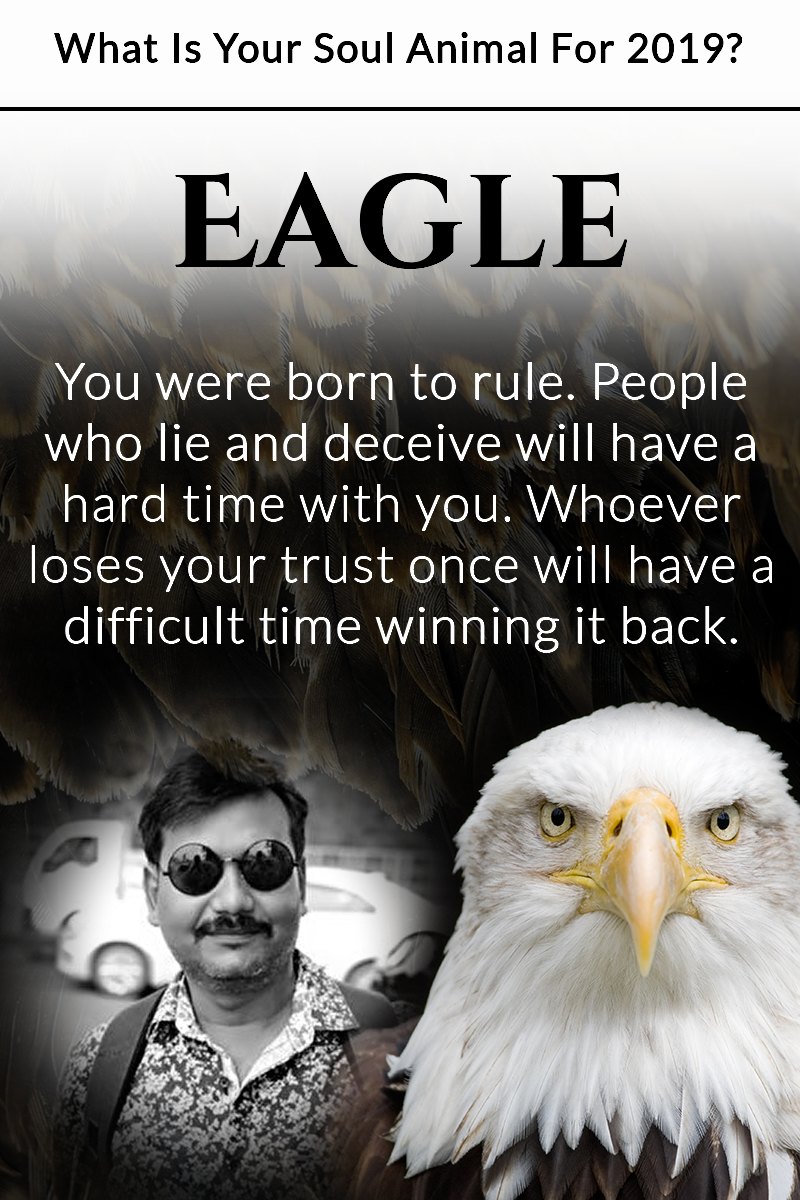 What Is Your Soul Animal For 2019?
EAGLE
You were born to rule. People
who lie and deceive will have a
hard time with you. Whoever
loses your trust once will have a
difficult time winning it back.